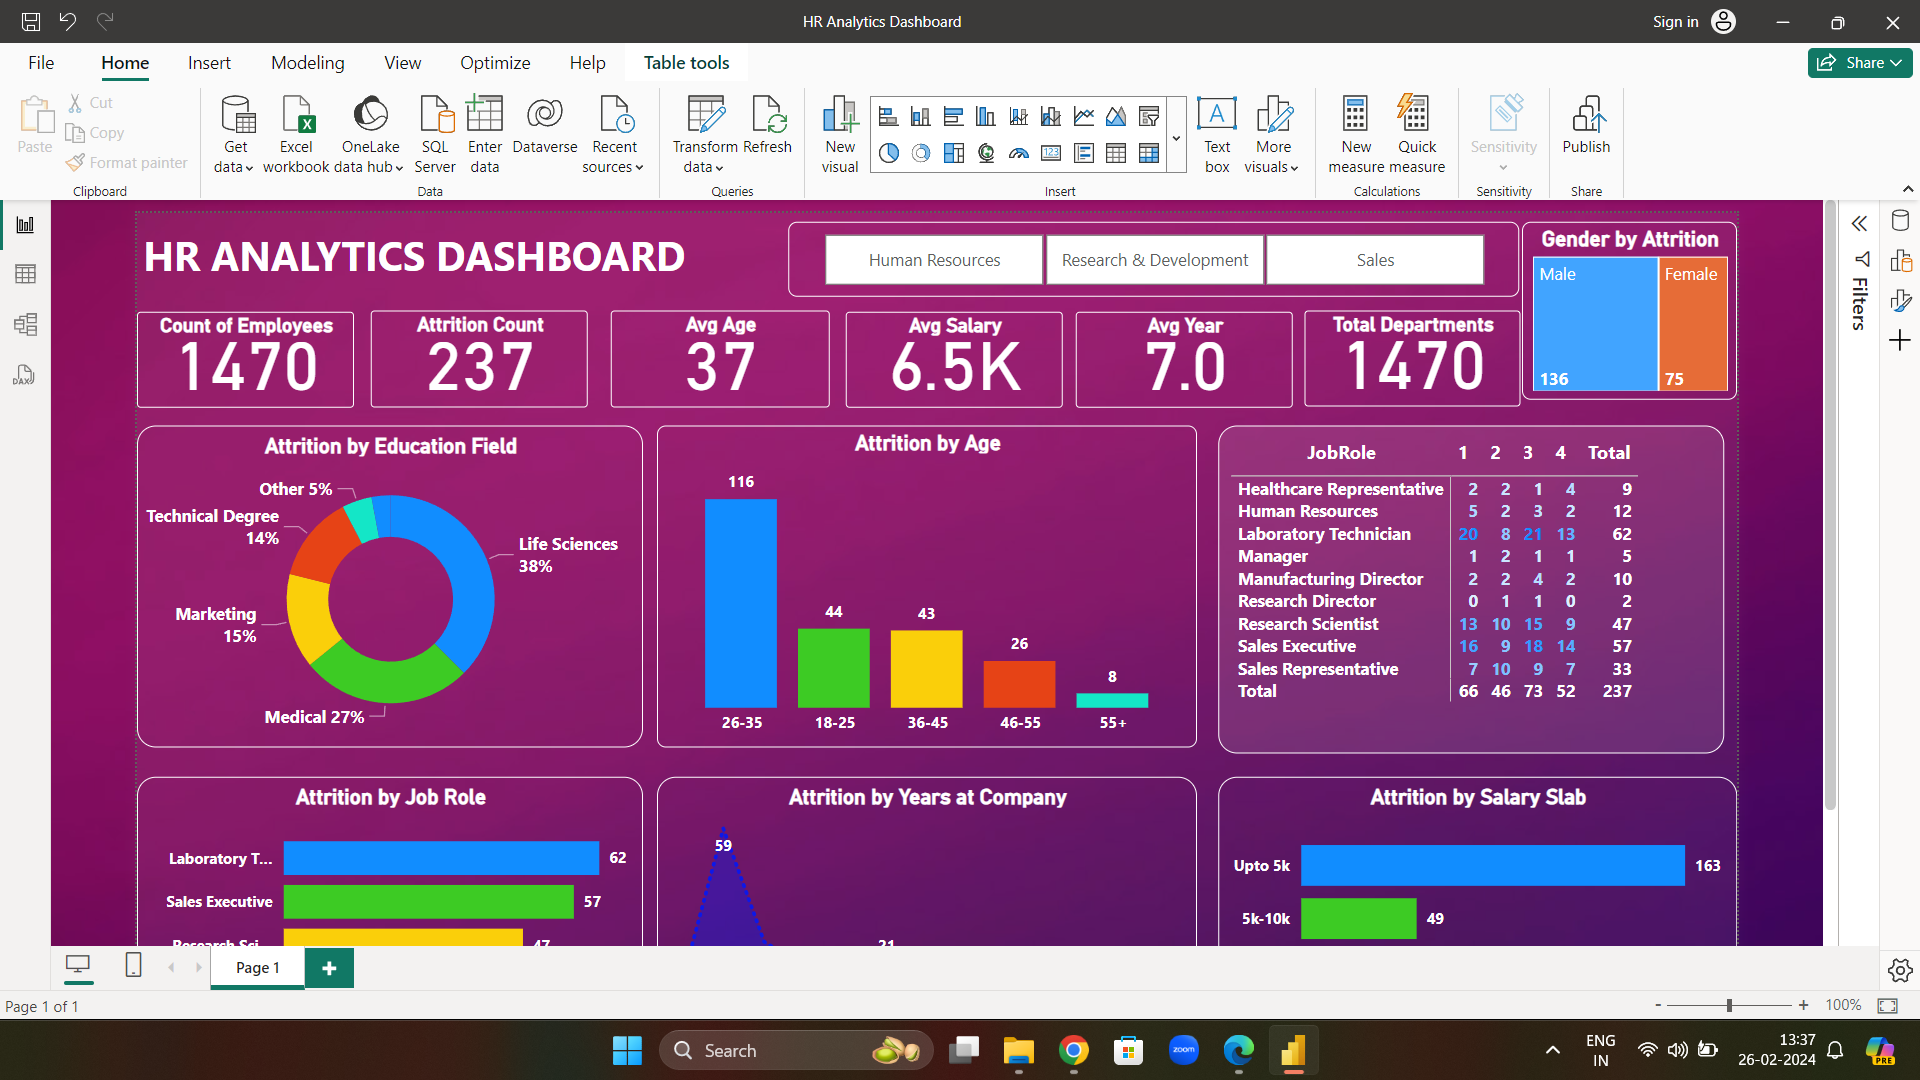 HR Analytics Dashboard
Sign in
File Home Insert Modeling View Optimize Help Table tools
Share
Paste
Cut
Copy
Format painter
Clipboard
Get data
Excel workbook
OneLake data hub
SQL Server
Enter data
Dataverse
Recent sources
Data
Transform data
Refresh
Queries
New visual
Text box
More visuals
Insert
New measure
Quick measure
Calculations
Sensitivity
Sensitivity
Publish
Share
DAX
HR ANALYTICS DASHBOARD
Human Resources
Research & Development
Sales
Gender by Attrition
Male
136
Female
75
Filters
Count of Employees
1470
Attrition Count
237
Avg Age
37
Avg Salary
6.5K
Avg Year
7.0
Total Departments
1470
Attrition by Education Field
Other 5%
Technical Degree
14%
Life Sciences
38%
Marketing
15%
Medical 27%
Attrition by Age
116
44
43
26
8
26-35 18-25 36-45 46-55 55+
JobRole 1 2 3 4 Total
Healthcare Representative 2 2 1 4 9
Human Resources 5 2 3 2 12
Laboratory Technician 20 8 21 13 62
Manager 1 2 1 1 5
Manufacturing Director 2 2 4 2 10
Research Director 0 1 1 0 2
Research Scientist 13 10 15 9 47
Sales Executive 16 9 18 14 57
Sales Representative 7 10 9 7 33
Total 66 46 73 52 237
Attrition by Job Role
Laboratory T... 62
Sales Executive 57
Research Sci... 47
Attrition by Years at Company
59
21
Attrition by Salary Slab
Upto 5k 163
5k-10k 49
Page 1
+
Page 1 of 1
- + 100%
Search
zoom
ENG
IN
13:37
26-02-2024
PRE